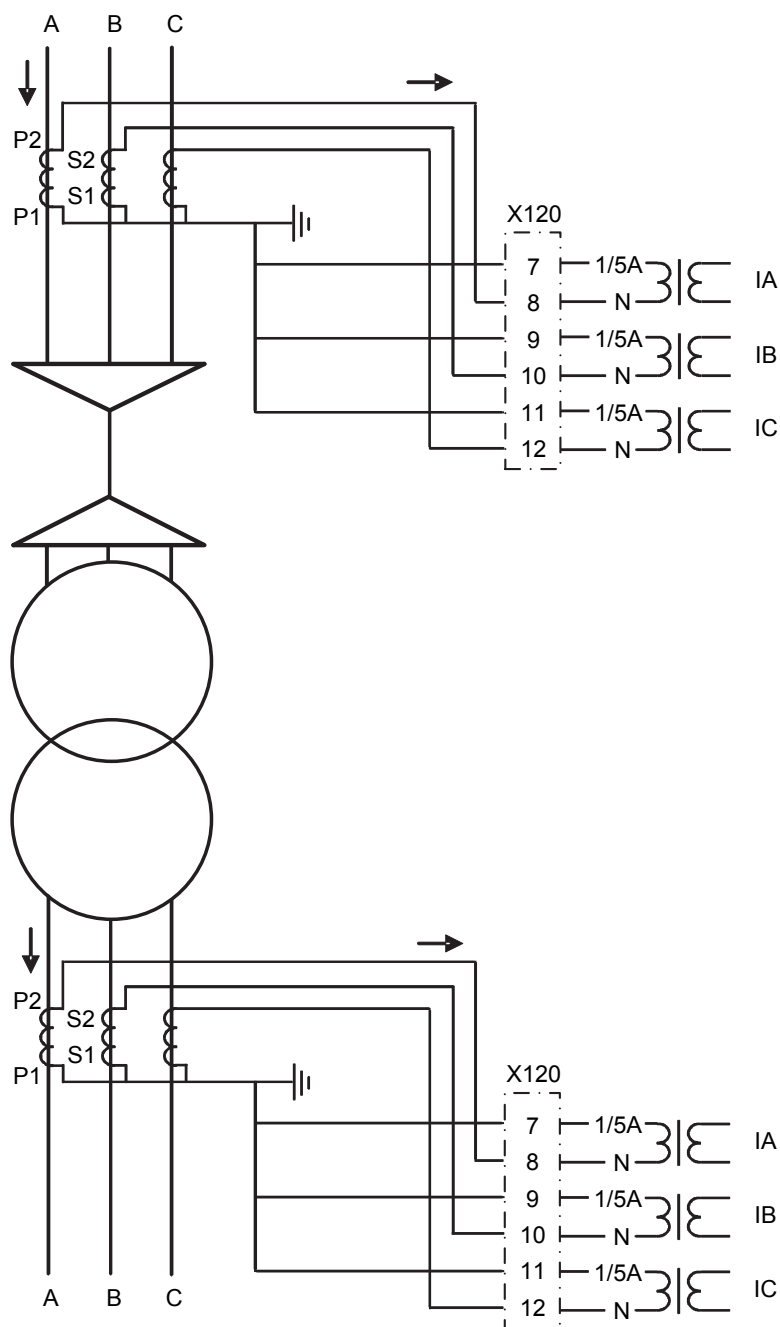 A B C
P2
S2
S1
P1
X120
7 1/5A
IA
8 N
9 1/5A
IB
10 N
11 1/5A
IC
12 N
P2
S2
S1
P1
X120
7 1/5A
IA
8 N
9 1/5A
IB
10 N
11 1/5A
IC
12 N
A B C